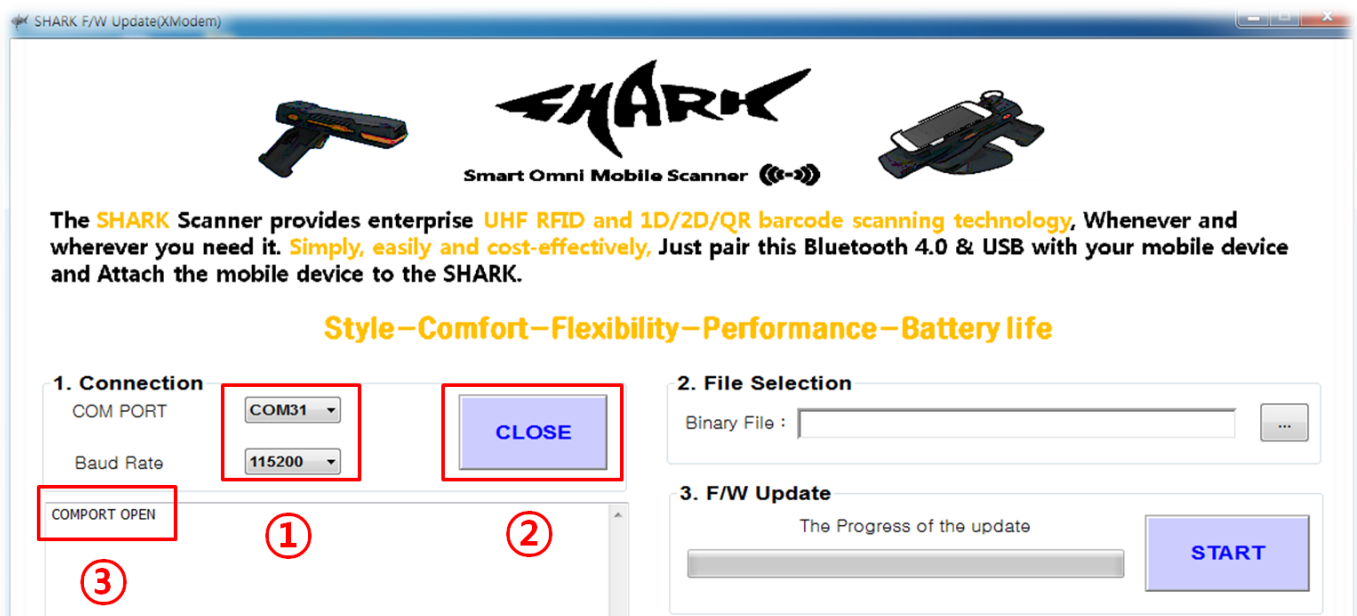 SHARK F/W Update(XModem)
SHARK
Smart Omni Mobile Scanner
The SHARK Scanner provides enterprise UHF RFID and 1D/2D/QR barcode scanning technology, Whenever and
wherever you need it. Simply, easily and cost-effectively, Just pair this Bluetooth 4.0 & USB with your mobile device
and Attach the mobile device to the SHARK.
Style-Comfort-Flexibility-Performance-Battery life
1. Connection
COM PORT
COM31
Baud Rate
115200
CLOSE
COMPORT OPEN
①
②
③
2. File Selection
Binary File :
...
3. F/W Update
The Progress of the update
START